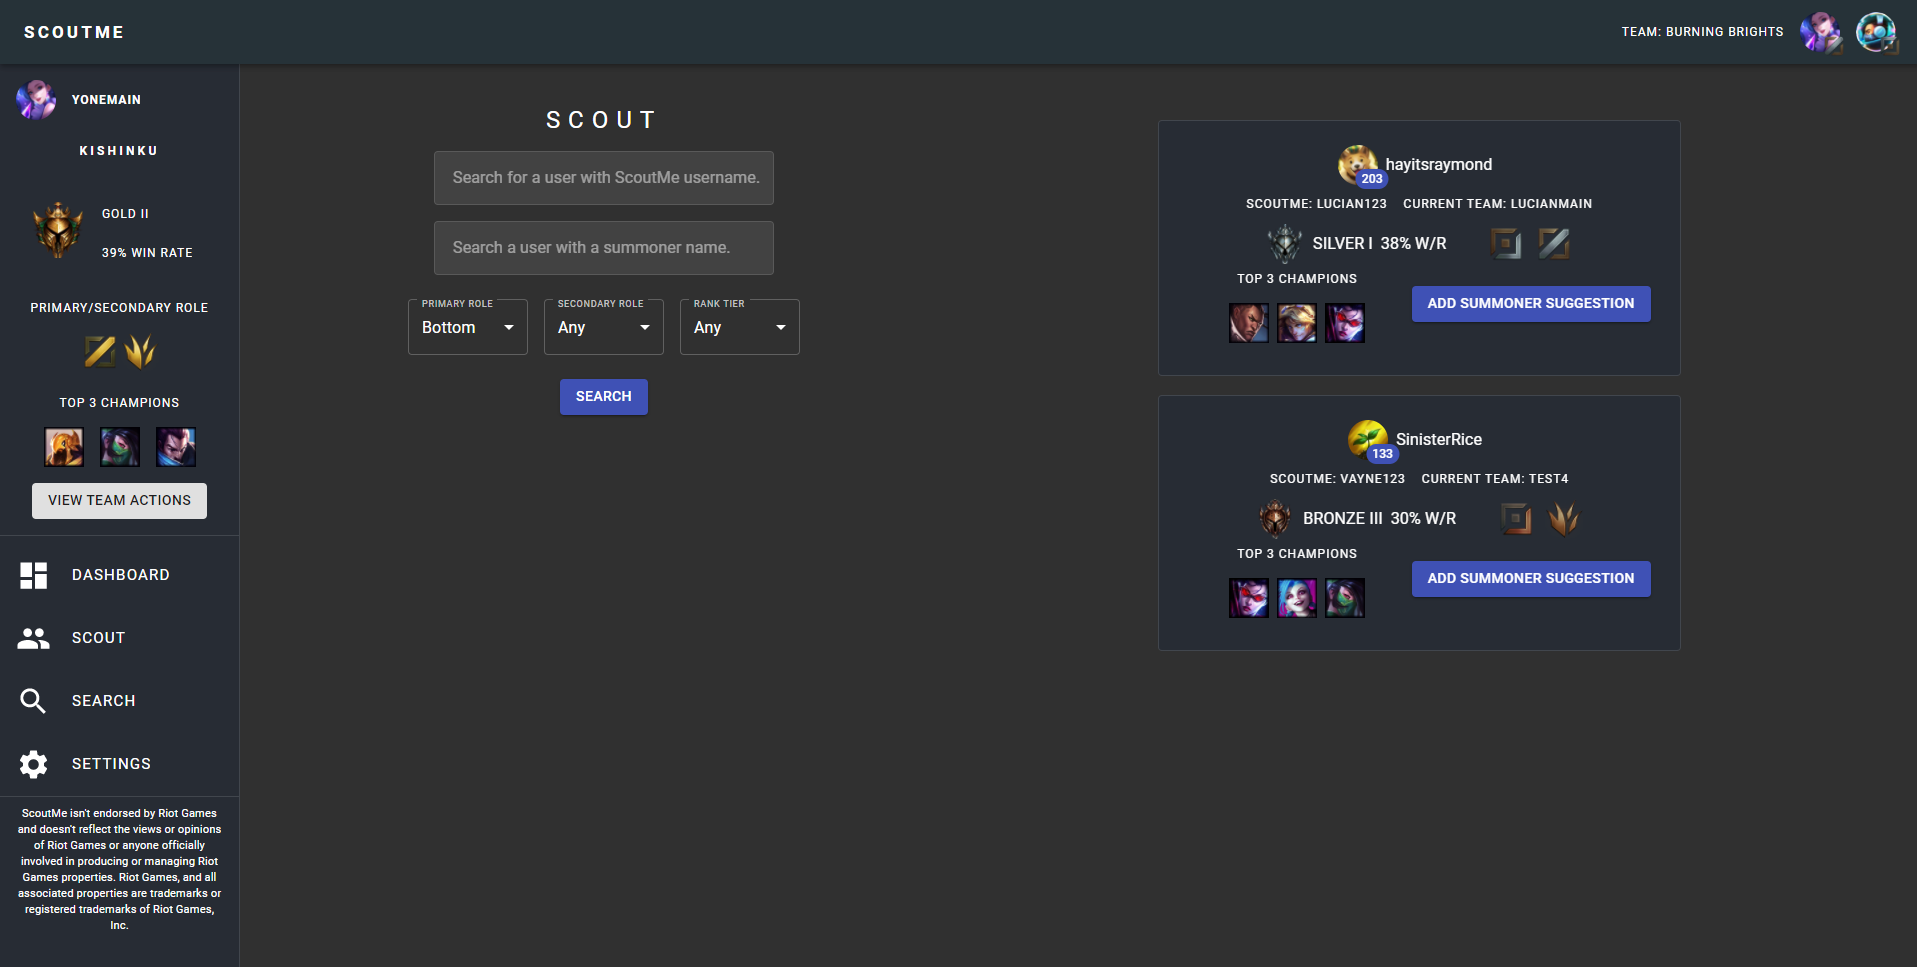 SCOUTME
TEAM: BURNING BRIGHTS
YONEMAIN
KISHINKU
GOLD II
39% WIN RATE
PRIMARY/SECONDARY ROLE
TOP 3 CHAMPIONS
VIEW TEAM ACTIONS
DASHBOARD
SCOUT
SEARCH
SETTINGS
ScoutMe isn't endorsed by Riot Games
and doesn't reflect the views or opinions
of Riot Games or anyone officially
involved in producing or managing Riot
Games properties. Riot Games, and all
associated properties are trademarks or
registered trademarks of Riot Games,
Inc.
SCOUT
Search for a user with ScoutMe username.
Search a user with a summoner name.
PRIMARY ROLE SECONDARY ROLE RANK TIER
Bottom Any Any
SEARCH
hayitsraymond
203
SCOUTME: LUCIAN123 CURRENT TEAM: LUCIANMAIN
SILVER I 38% W/R
TOP 3 CHAMPIONS
ADD SUMMONER SUGGESTION
SinisterRice
133
SCOUTME: VAYNE123 CURRENT TEAM: TEST4
BRONZE III 30% W/R
TOP 3 CHAMPIONS
ADD SUMMONER SUGGESTION